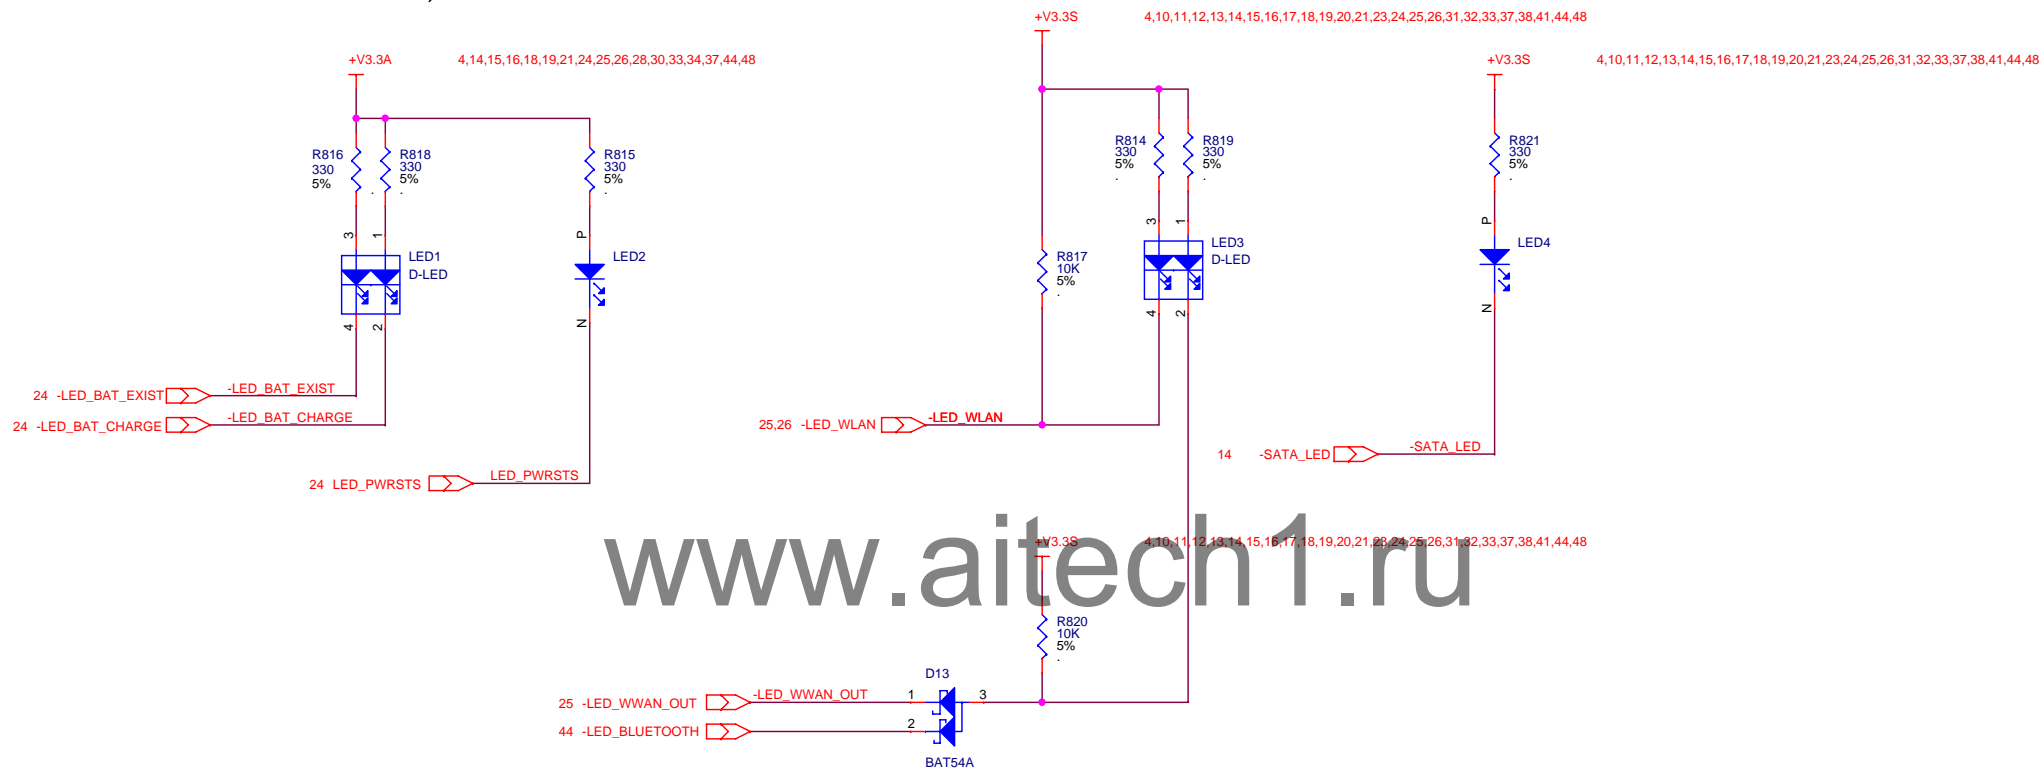 +V3.3S 4,10,11,12,13,14,15,16,17,18,19,20,21,23,24,25,26,31,32,33,37,38,41,44,48
+V3.3A 4,14,15,16,18,19,21,24,25,26,28,30,33,34,37,44,48
+V3.3S 4,10,11,12,13,14,15,16,17,18,19,20,21,23,24,25,26,31,32,33,37,38,41,44,48
R816
330
5%
.
R818
330
5%
.
R815
330
5%
.
R814
330
5%
.
R819
330
5%
.
R821
330
5%
.
3 1
LED1
D-LED
4 2
P
LED2
N
R817
10K
5%
.
3 1
LED3
D-LED
4 2
P
LED4
N
24 -LED_BAT_EXIST -LED_BAT_EXIST
24 -LED_BAT_CHARGE -LED_BAT_CHARGE
25,26 -LED_WLAN -LED_WLAN
14 -SATA_LED -SATA_LED
24 LED_PWRSTS LED_PWRSTS
www.aitech1.ru
+V3.3S 4,10,11,12,13,14,15,16,17,18,19,20,21,23,24,25,26,31,32,33,37,38,41,44,48
R820
10K
5%
.
D13
25 -LED_WWAN_OUT -LED_WWAN_OUT 1 3
44 -LED_BLUETOOTH 2
BAT54A